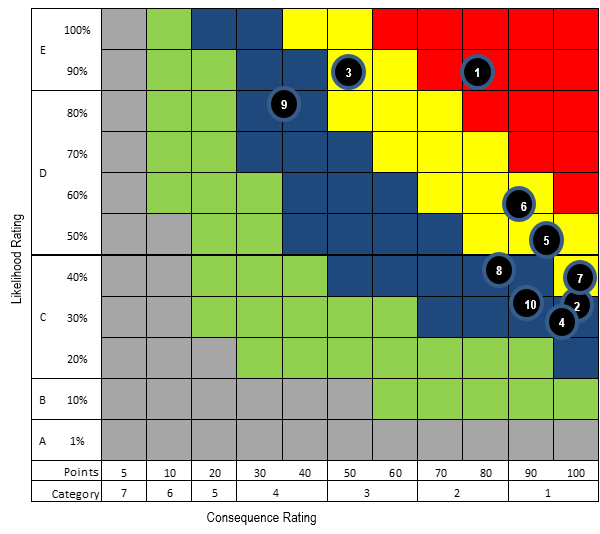 100%
E
90%
3
1
9
80%
D
70%
60%
6
50%
5
40%
8
7
10
2
C
30%
4
20%
B 10%
A 1%
Points 5 10 20 30 40 50 60 70 80 90 100
Category 7 6 5 4 3 2 1
Likelihood Rating
Consequence Rating